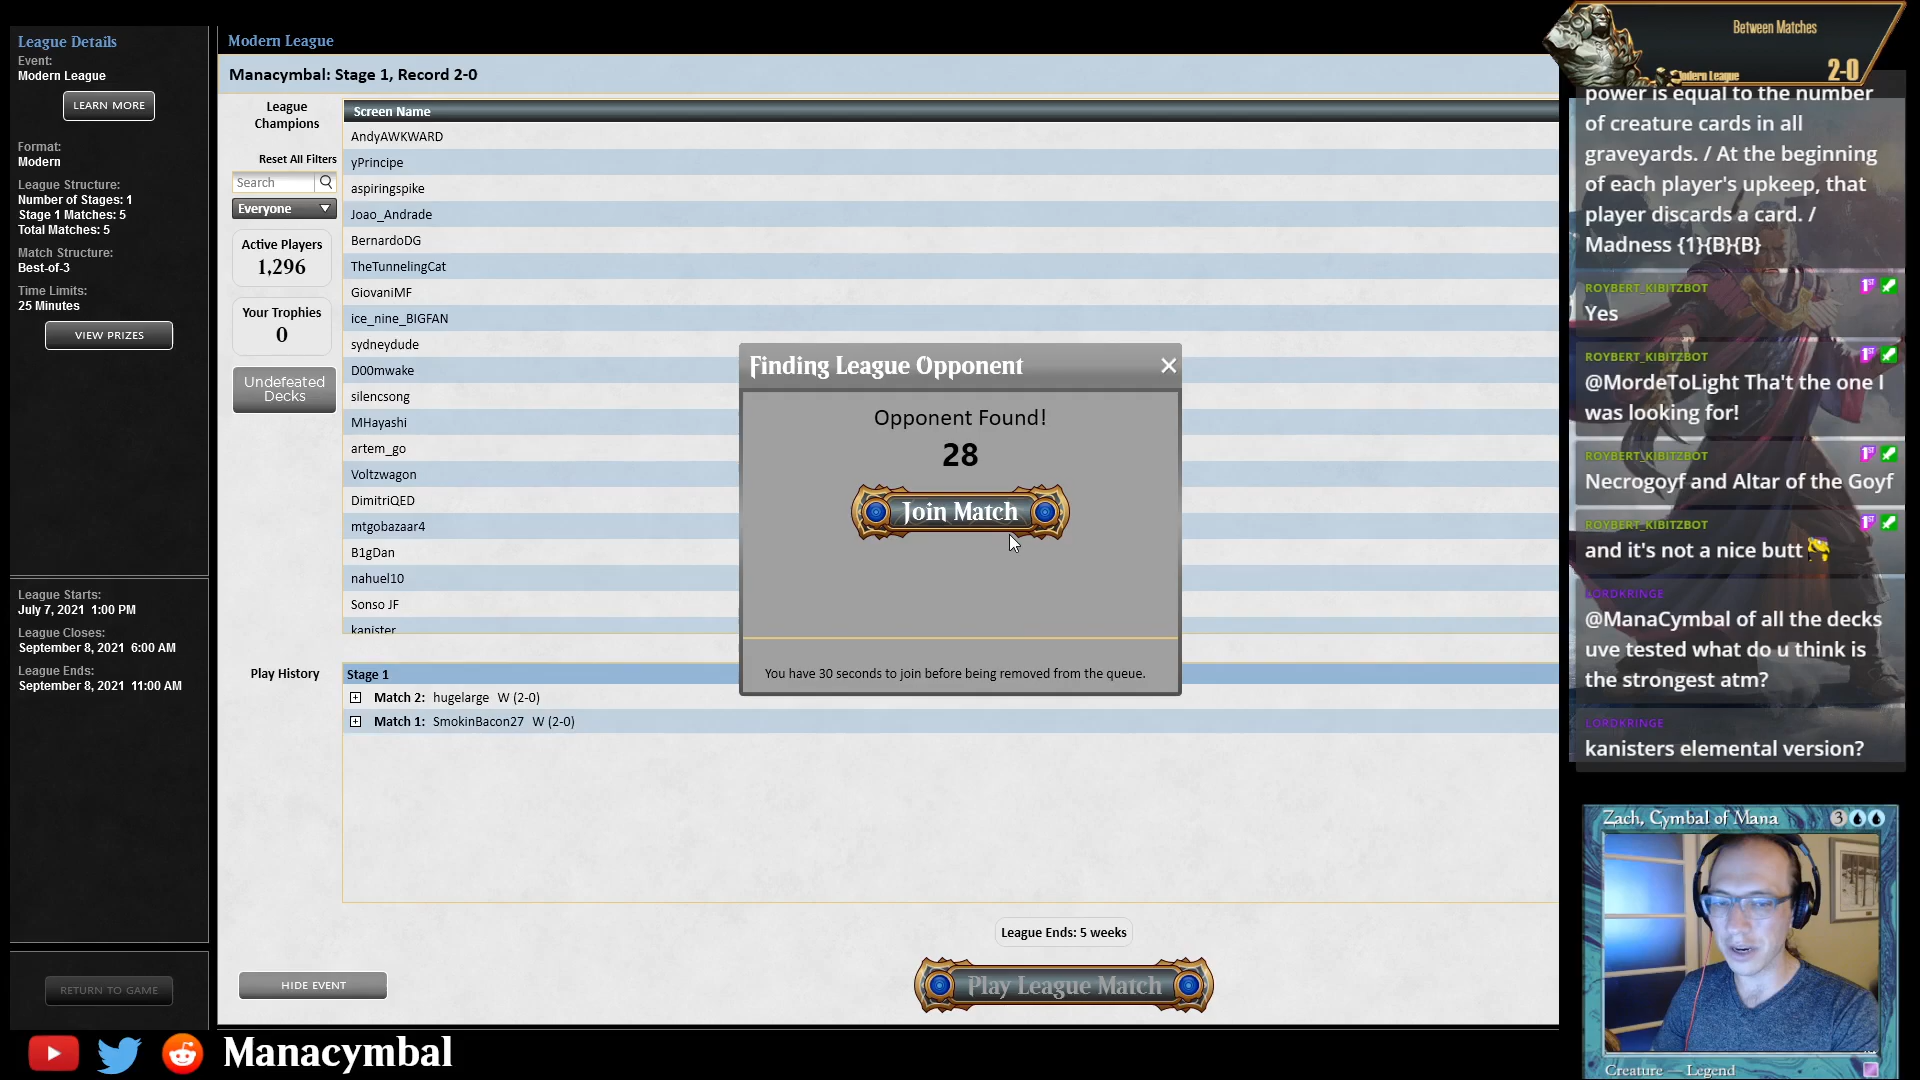 League Details
Event:
Modern League
LEARN MORE
Format:
Modern
League Structure:
Number of Stages: 1
Stage 1 Matches: 5
Total Matches: 5
Match Structure:
Best-of-3
Time Limits:
25 Minutes
VIEW PRIZES
League Starts:
July 7, 2021 1:00 PM
League Closes:
September 8, 2021 6:00 AM
League Ends:
September 8, 2021 11:00 AM
RETURN TO GAME
Modern League
Manacymbal: Stage 1, Record 2-0
League
Champions
Reset All Filters
Search
Everyone
Active Players
1,296
Your Trophies
0
Undefeated
Decks
Screen Name
AndyAWKWARD
yPrincipe
aspiringspike
Joao_Andrade
BernardoDG
TheTunnelingCat
GiovaniMF
ice_nine_BIGFAN
sydneydude
D00mwake
silencsong
MHayashi
artem_go
Voltzwagon
DimitriQED
mtgobazaar4
B1gDan
nahuel10
Sonso JF
kanister
Finding League Opponent
Opponent Found!
28
Join Match
You have 30 seconds to join before being removed from the queue.
Play History
Stage 1
Match 2: hugelarge W (2-0)
Match 1: SmokinBacon27 W (2-0)
League Ends: 5 weeks
HIDE EVENT
Play League Match
Manacymbal
Between Matches
Modern League
2-0
power is equal to the number
of creature cards in all
graveyards. / At the beginning
of each player's upkeep, that
player discards a card. /
Madness {1}{B}{B}
ROYBERT_KIBITZBOT
1ST
Yes
ROYBERT_KIBITZBOT
1ST
@MordeToLight Tha't the one I
was looking for!
ROYBERT_KIBITZBOT
1ST
Necrogoyf and Altar of the Goyf
ROYBERT_KIBITZBOT
1ST
and it's not a nice butt
LORDKRINGE
@ManaCymbal of all the decks
uve tested what do u think is
the strongest atm?
LORDKRINGE
kanisters elemental version?
Zach, Cymbal of Mana
3
Creature — Legend